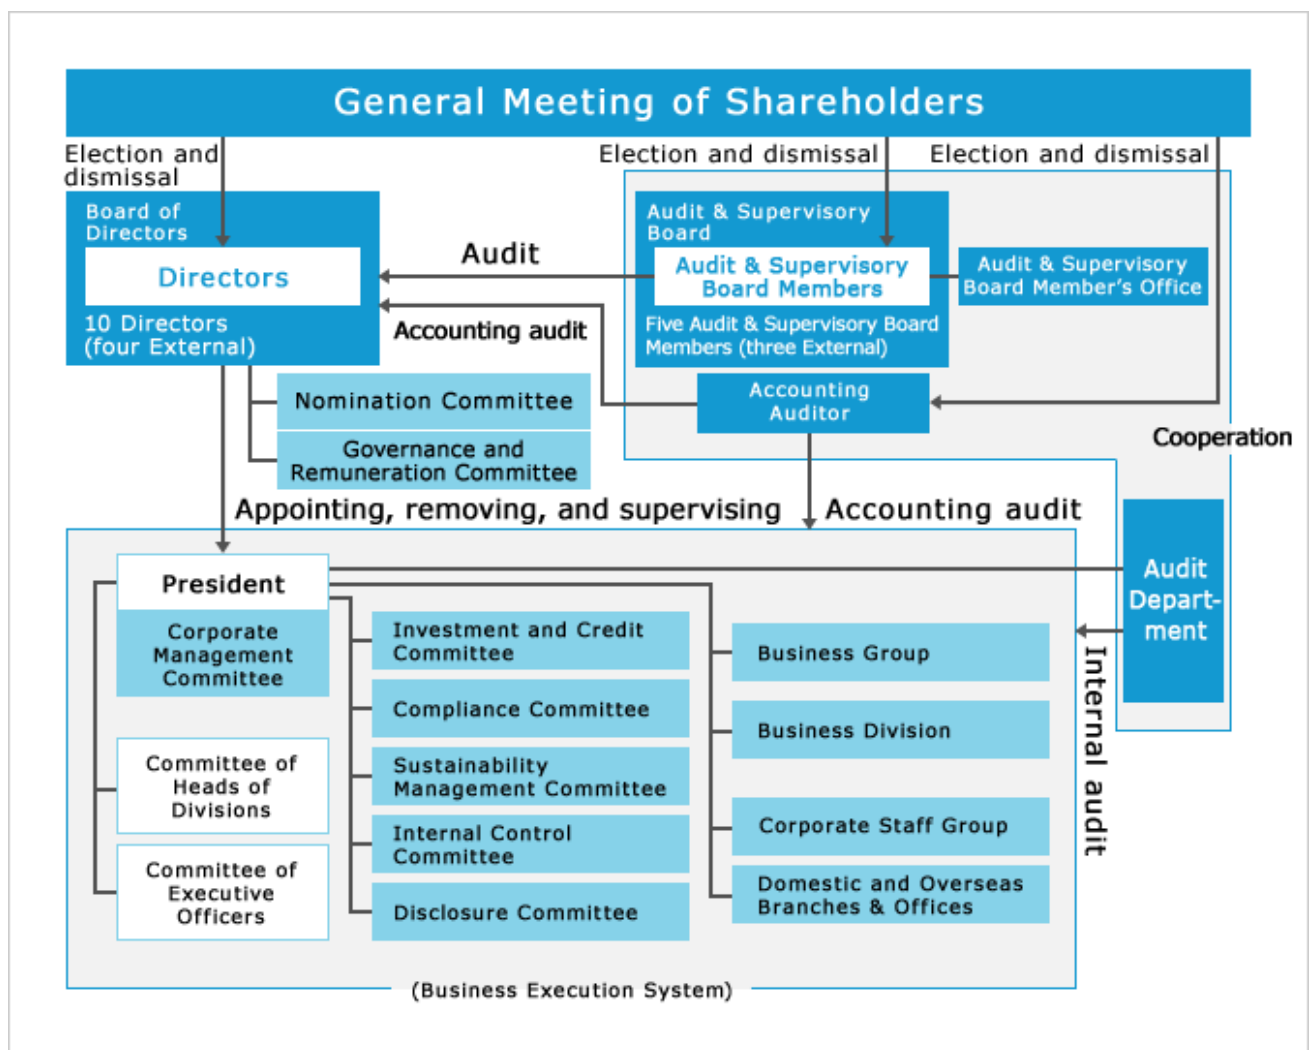 General Meeting of Shareholders
Election and
dismissal
Election and dismissal
Election and dismissal
Board of
Directors
Directors
10 Directors
(four External)
Audit
Accounting audit
Audit & Supervisory
Board
Audit & Supervisory
Board Members
Five Audit & Supervisory Board
Members (three External)
Audit & Supervisory
Board Member's Office
Accounting
Auditor
Nomination Committee
Governance and
Remuneration Committee
Cooperation
Appointing, removing, and supervising
Accounting audit
President
Corporate
Management
Committee
Committee of
Heads of
Divisions
Committee of
Executive
Officers
Investment and Credit
Committee
Compliance Committee
Sustainability
Management Committee
Internal Control
Committee
Disclosure Committee
Business Group
Business Division
Corporate Staff Group
Domestic and Overseas
Branches & Offices
Audit
Depart-
ment
Internal audit
(Business Execution System)